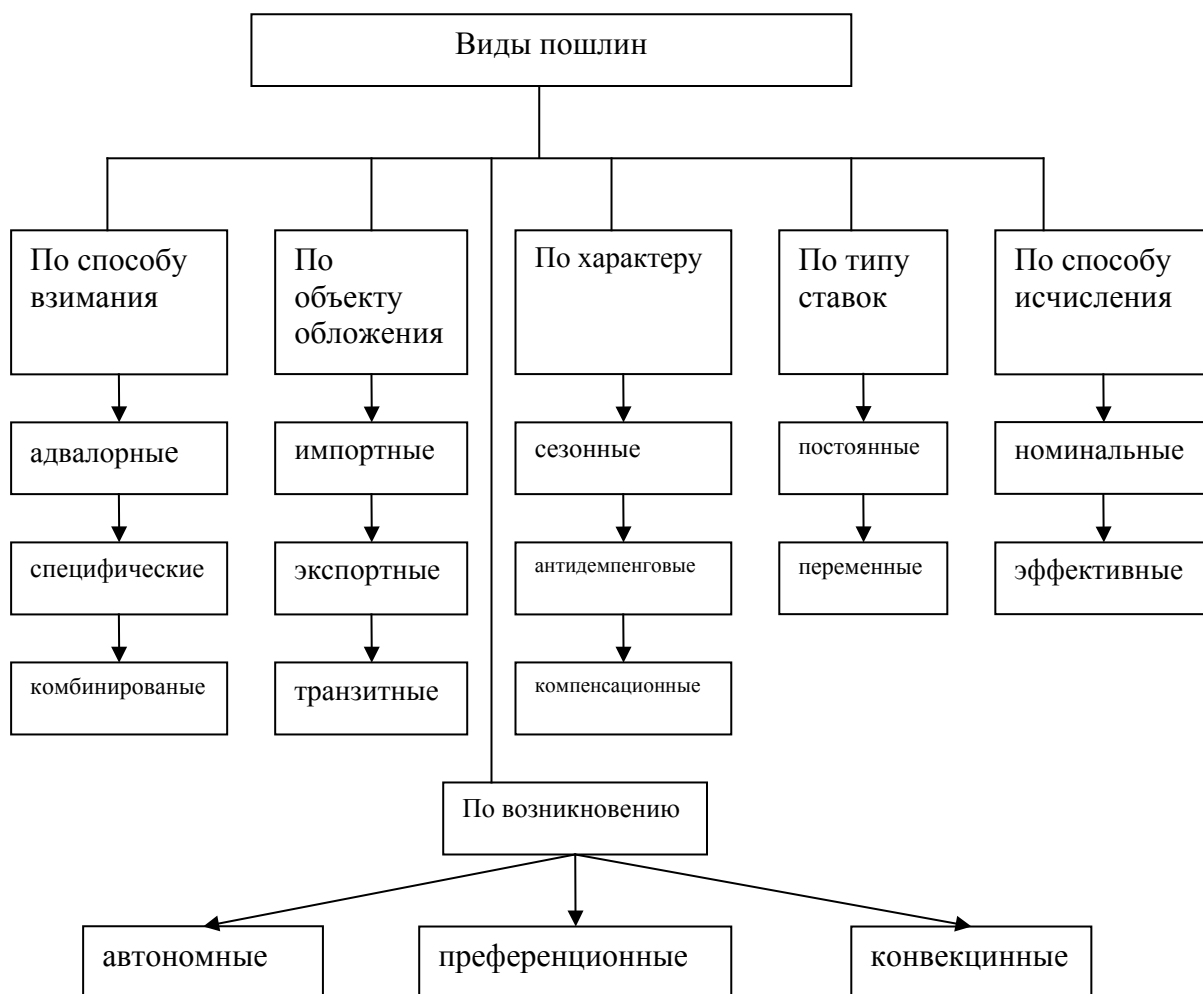 Виды пошлин
По способу
взимания
По
объекту
обложения
По характеру
По типу
ставок
По способу
исчисления
адвалорные
импортные
сезонные
постоянные
номинальные
специфические
экспортные
антидемпенговые
переменные
эффективные
комбинированые
транзитные
компенсационные
По возникновению
автономные
преференционные
конвекцинные